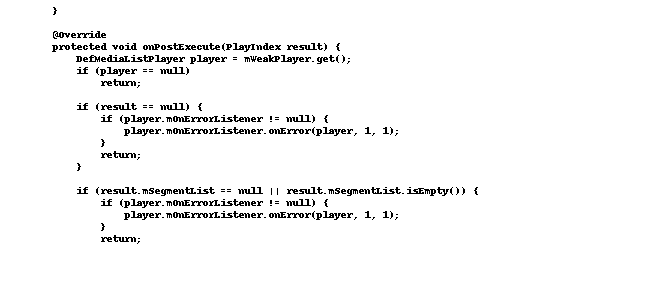 }
@Override
protected void onPostExecute(PlayIndex result) {
DefMediaListPlayer player = mWeakPlayer.get();
if (player == null)
return;
if (result == null) {
if (player.mOnErrorListener != null) {
player.mOnErrorListener.onError(player, 1, 1);
}
return;
}
if (result.mSegmentList == null || result.mSegmentList.isEmpty()) {
if (player.mOnErrorListener != null) {
player.mOnErrorListener.onError(player, 1, 1);
}
return;